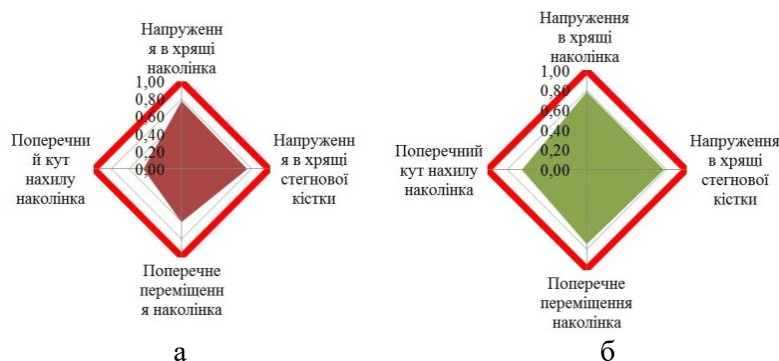 Напруженн
я в хрящі
наколінка
1,00
0,80
0,60
0,40
0,20
0,00
Поперечни
й кут
нахилу
наколінка
Напруженн
я в хрящі
стегнової
кістки
Поперечне
переміщенн
я наколінка
а
Напруження
в хрящі
наколінка
1,00
0,80
0,60
0,40
0,20
0,00
Поперечний
кут нахилу
наколінка
Напруження
в хрящі
стегнової
кістки
Поперечне
переміщення
наколінка
б